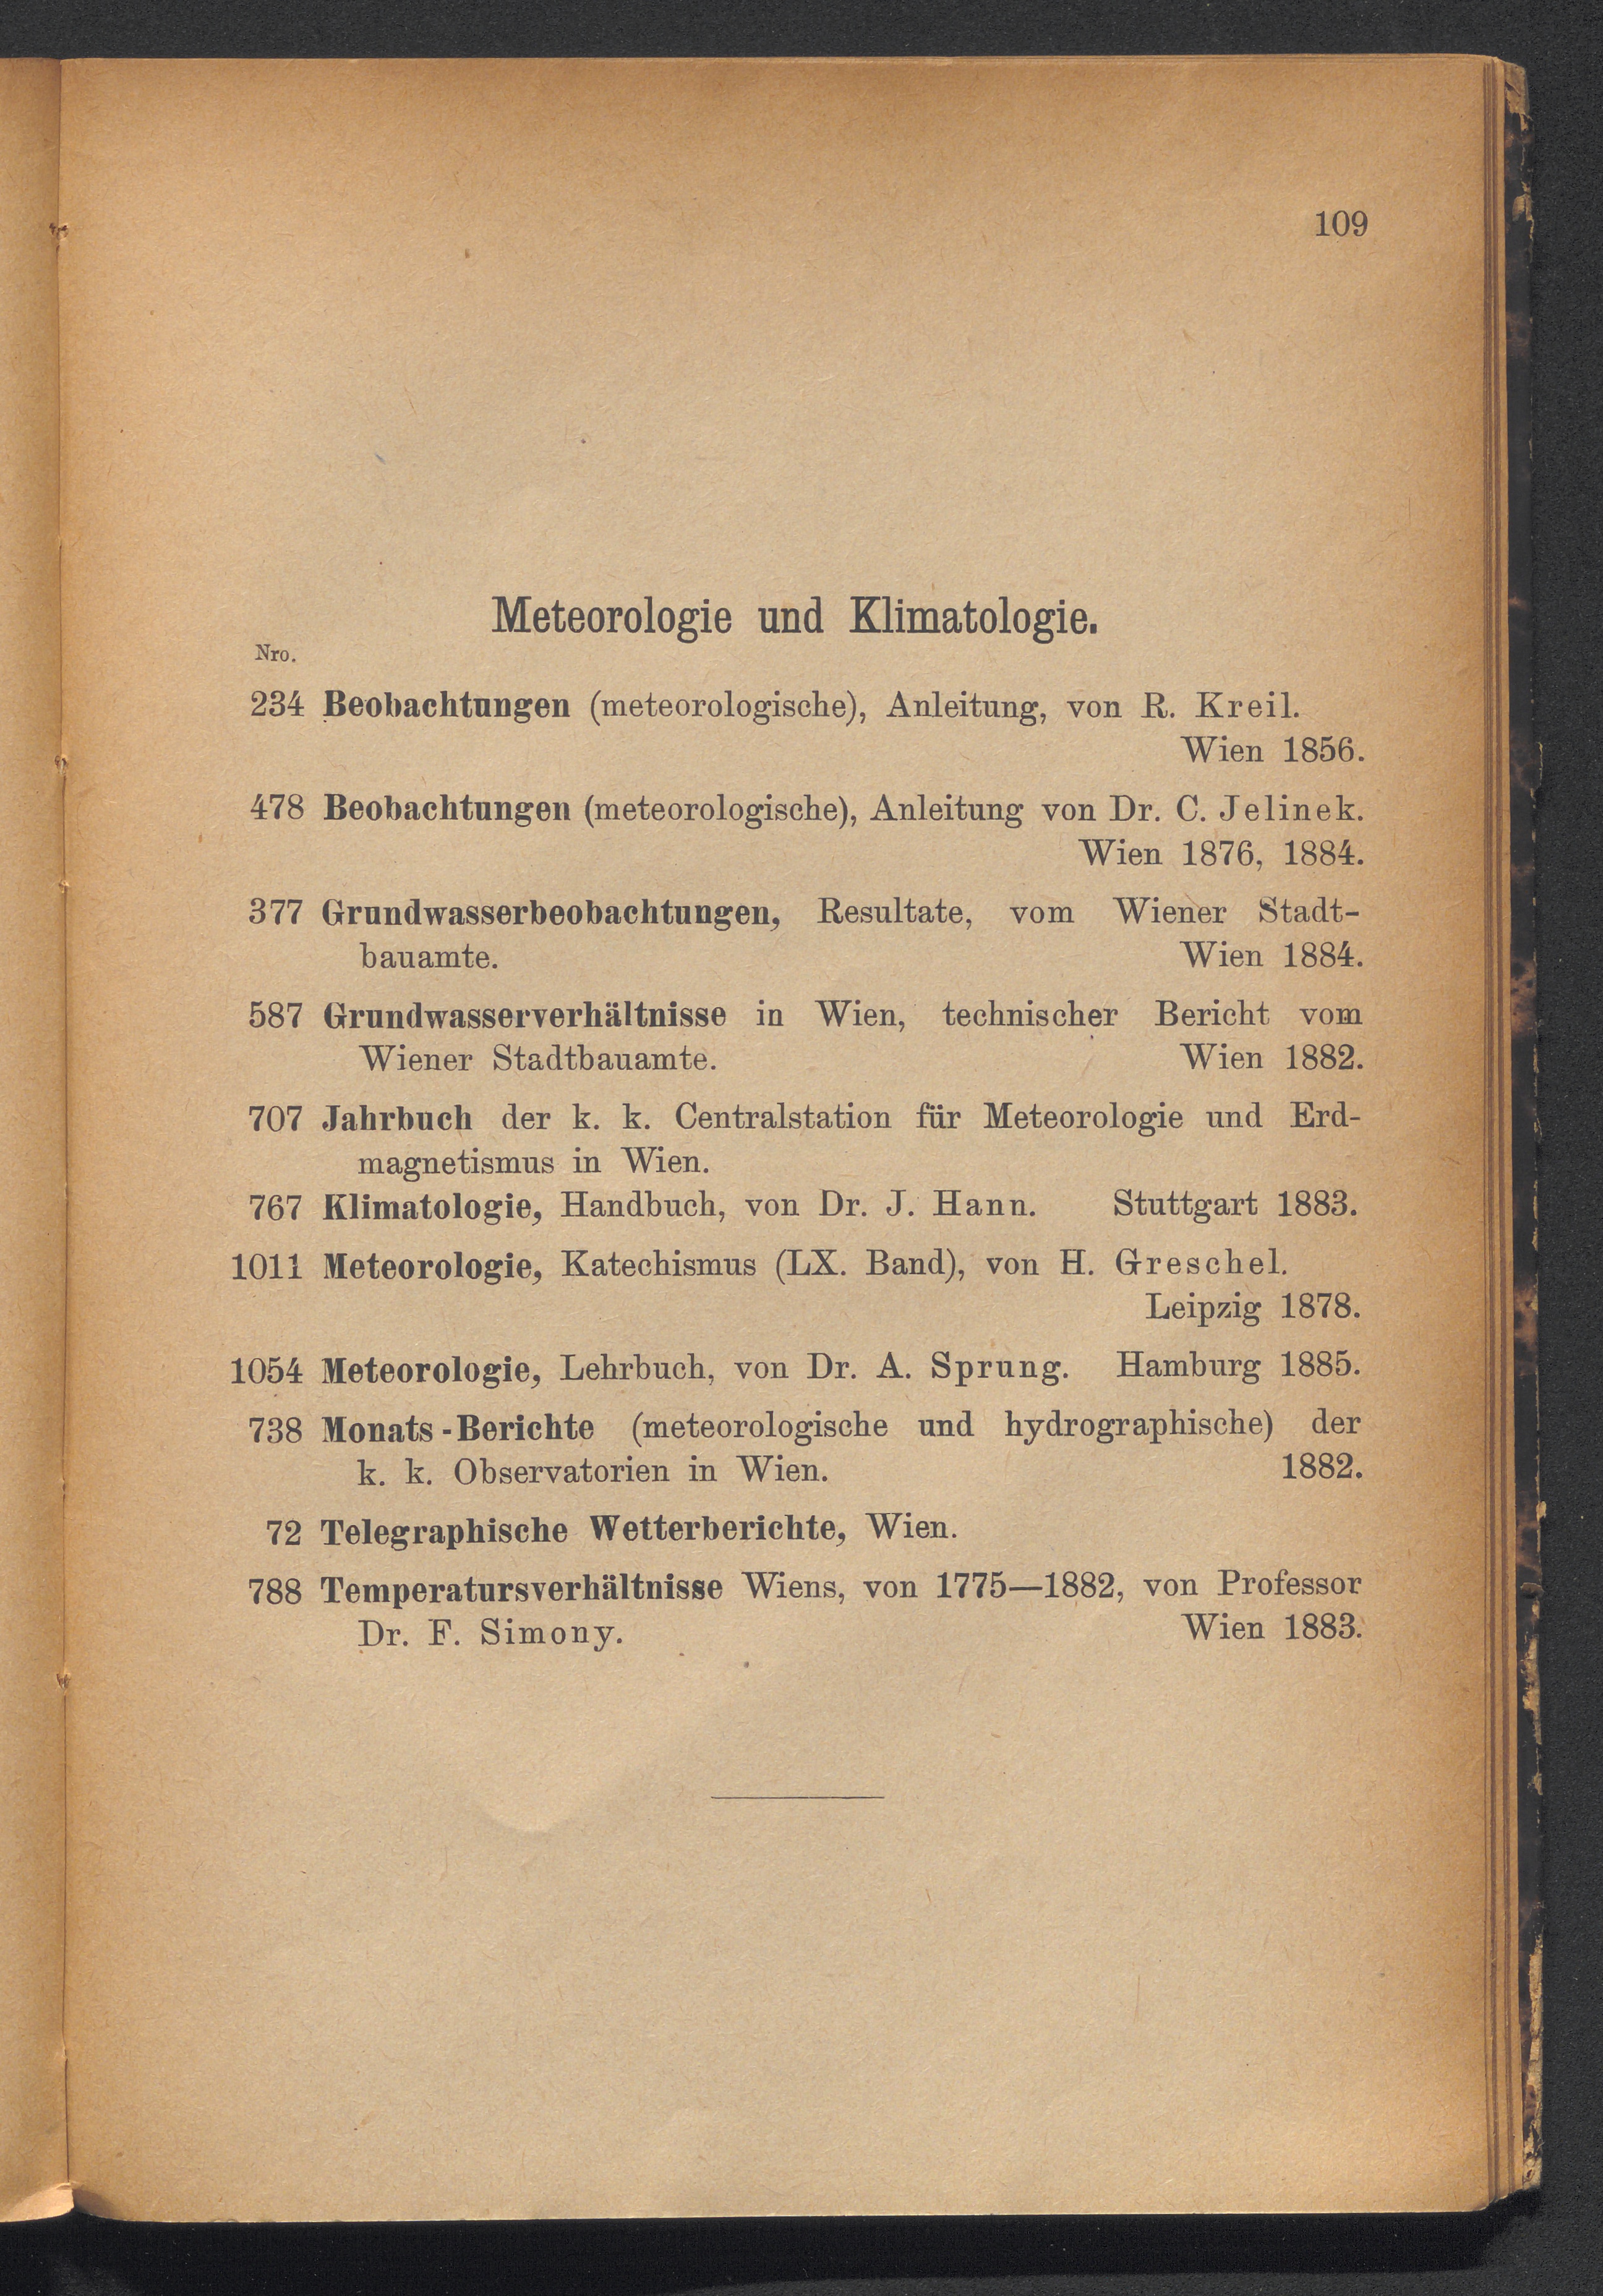 109
Meteorologie und Klimatologie.
Nro.
234 Beobachtungen (meteorologische), Anleitung, von R. Kreil.
Wien 1856.
478 Beobachtungen (meteorologische), Anleitung von Dr. C. Jelinek.
Wien 1876, 1884.
377 Grundwasserbeobachtungen, Resultate, vom Wiener Stadt-
bauamte. Wien 1884.
587 Grundwasserverhältnisse in Wien, technischer Bericht vom
Wiener Stadtbauamte. Wien 1882.
707 Jahrbuch der k. k. Centralstation für Meteorologie und Erd-
magnetismus in Wien.
767 Klimatologie, Handbuch, von Dr. J. Hann. Stuttgart 1883.
1011 Meteorologie, Katechismus (LX. Band), von H. Greschel.
Leipzig 1878.
1054 Meteorologie, Lehrbuch, von Dr. A. Sprung. Hamburg 1885.
738 Monats-Berichte (meteorologische und hydrographische) der
k. k. Observatorien in Wien. 1882.
72 Telegraphische Wetterberichte, Wien.
788 Temperatursverhältnisse Wiens, von 1775—1882, von Professor
Dr. F. Simony. Wien 1883.